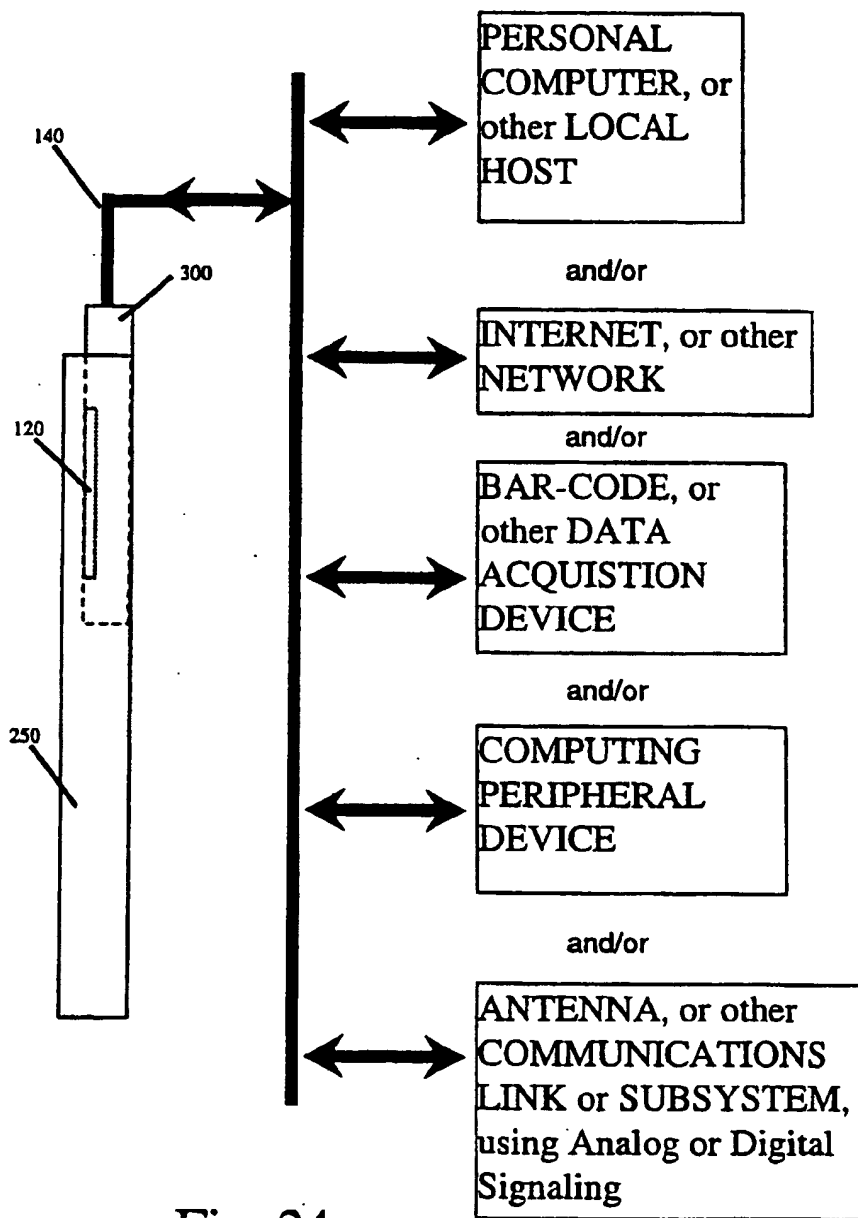 PERSONAL
COMPUTER, or
other LOCAL
HOST
140
300
and/or
INTERNET, or other
NETWORK
and/or
120
BAR-CODE, or
other DATA
ACQUISTION
DEVICE
and/or
250
COMPUTING
PERIPHERAL
DEVICE
and/or
ANTENNA, or other
COMMUNICATIONS
LINK or SUBSYSTEM,
using Analog or Digital
Signaling